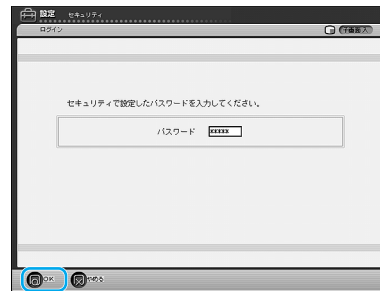 設定 セキュリティ
ログイン 子画面入
セキュリティで設定したパスワードを入力してください。
パスワード *****
OK やめる